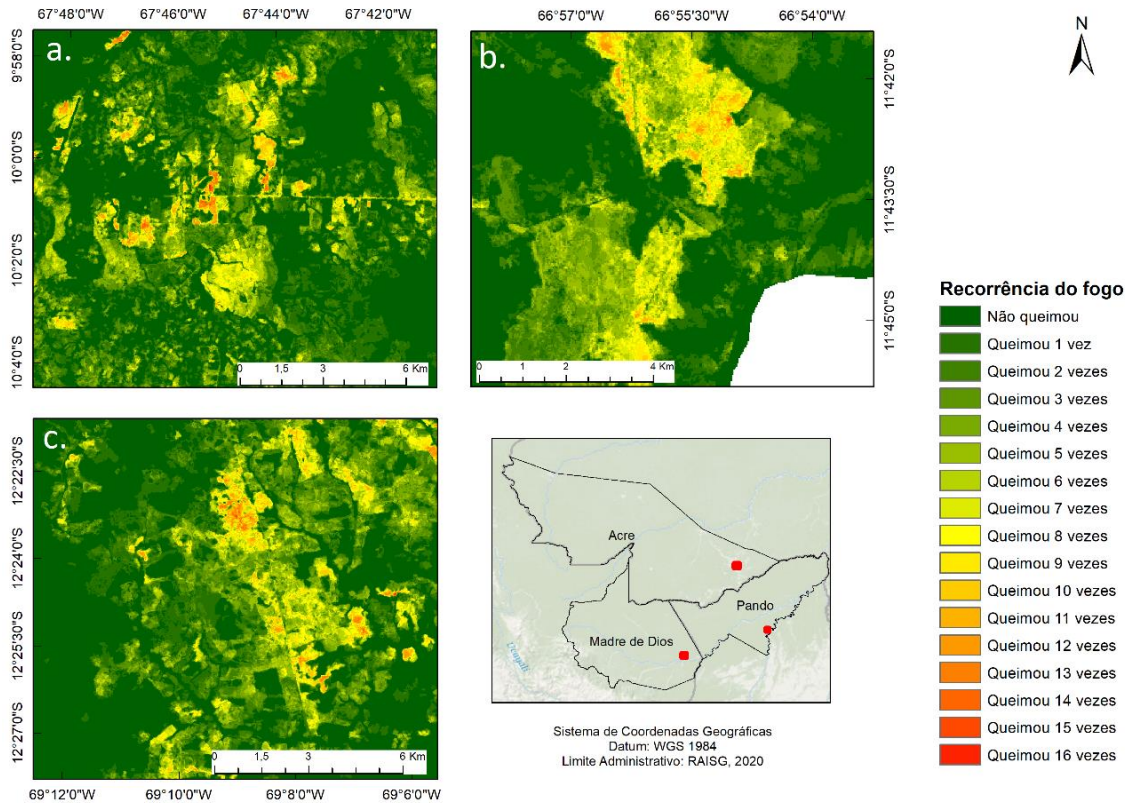 67°48'0"W 67°46'0"W 67°44'0"W 67°42'0"W
66°57'0"W 66°55'30"W 66°54'0"W
N
a.
9°58'0"S
10°0'0"S
10°2'0"S
10°4'0"S
0 1,5 3 6 Km
b.
11°42'0"S
11°43'30"S
11°45'0"S
0 1 2 4 Km
c.
12°22'30"S
12°24'0"S
12°25'30"S
12°27'0"S
0 1,5 3 6 Km
69°12'0"W 69°10'0"W 69°8'0"W 69°6'0"W
Acre
Pando
Madre de Dios
Ucayali
Sistema de Coordenadas Geográficas
Datum: WGS 1984
Limite Administrativo: RAISG, 2020
Recorrência do fogo
Não queimou
Queimou 1 vez
Queimou 2 vezes
Queimou 3 vezes
Queimou 4 vezes
Queimou 5 vezes
Queimou 6 vezes
Queimou 7 vezes
Queimou 8 vezes
Queimou 9 vezes
Queimou 10 vezes
Queimou 11 vezes
Queimou 12 vezes
Queimou 13 vezes
Queimou 14 vezes
Queimou 15 vezes
Queimou 16 vezes